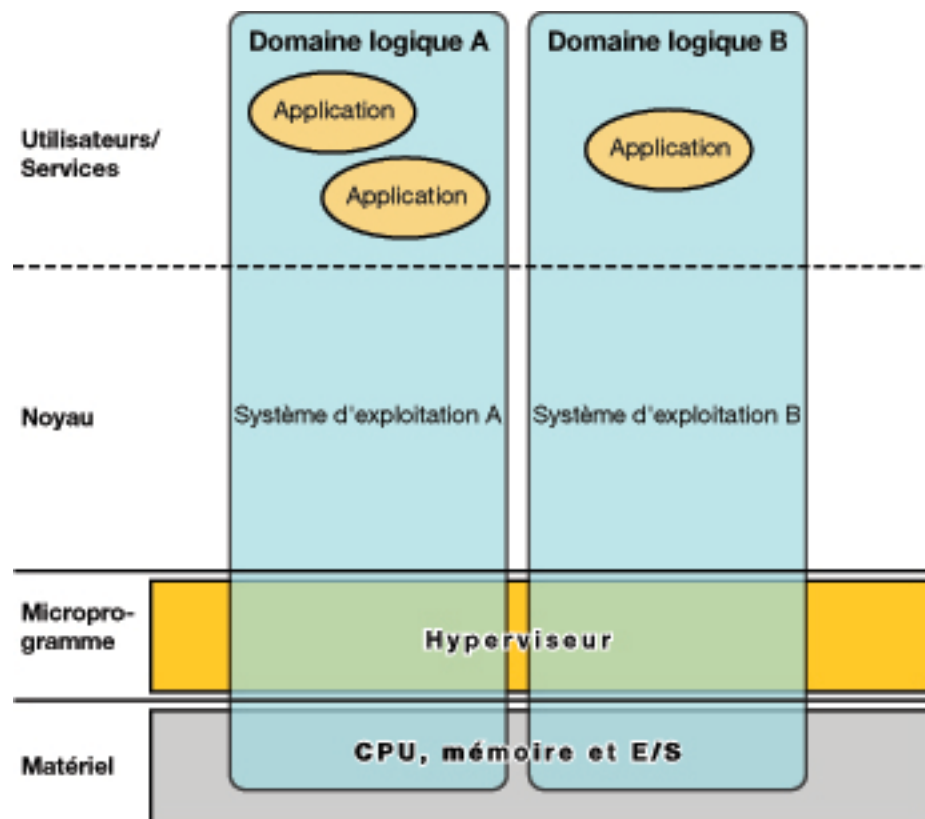 Domaine logique A
Domaine logique B
Application
Application
Application
Utilisateurs/
Services
Noyau
Système d'exploitation A
Système d'exploitation B
Micropro-
gramme
Hyperviseur
Matériel
CPU, mémoire et E/S